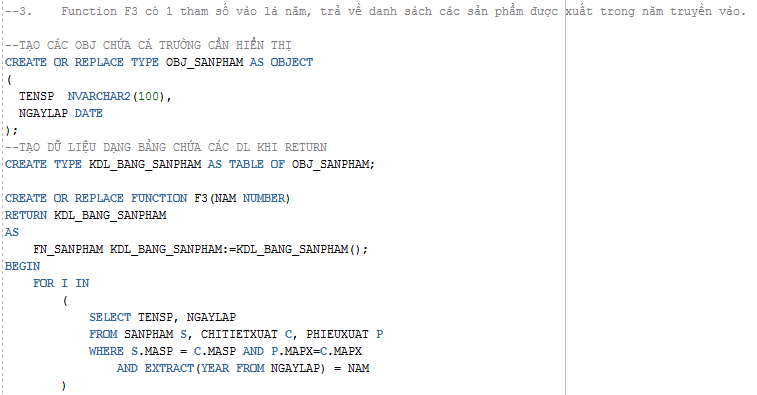 --3.    Function F3 có 1 tham số vào là năm, trả về danh sách các sản phẩm được xuất trong năm truyền vào.
--TẠO CÁC OBJ CHỨA CÁ TRƯỜNG CẦN HIỂN THỊ
CREATE OR REPLACE TYPE OBJ_SANPHAM AS OBJECT
(
  TENSP  NVARCHAR2(100),
  NGAYLAP DATE
);
--TẠO DỮ LIỆU DẠNG BẢNG CHỨA CÁC DL KHI RETURN
CREATE TYPE KDL_BANG_SANPHAM AS TABLE OF OBJ_SANPHAM;
CREATE OR REPLACE FUNCTION F3(NAM NUMBER)
RETURN KDL_BANG_SANPHAM
AS
    FN_SANPHAM KDL_BANG_SANPHAM:=KDL_BANG_SANPHAM();
BEGIN
    FOR I IN
        (
            SELECT TENSP, NGAYLAP
            FROM SANPHAM S, CHITIETXUAT C, PHIEUXUAT P
            WHERE S.MASP = C.MASP AND P.MAPX=C.MAPX
                AND EXTRACT(YEAR FROM NGAYLAP) = NAM
        )